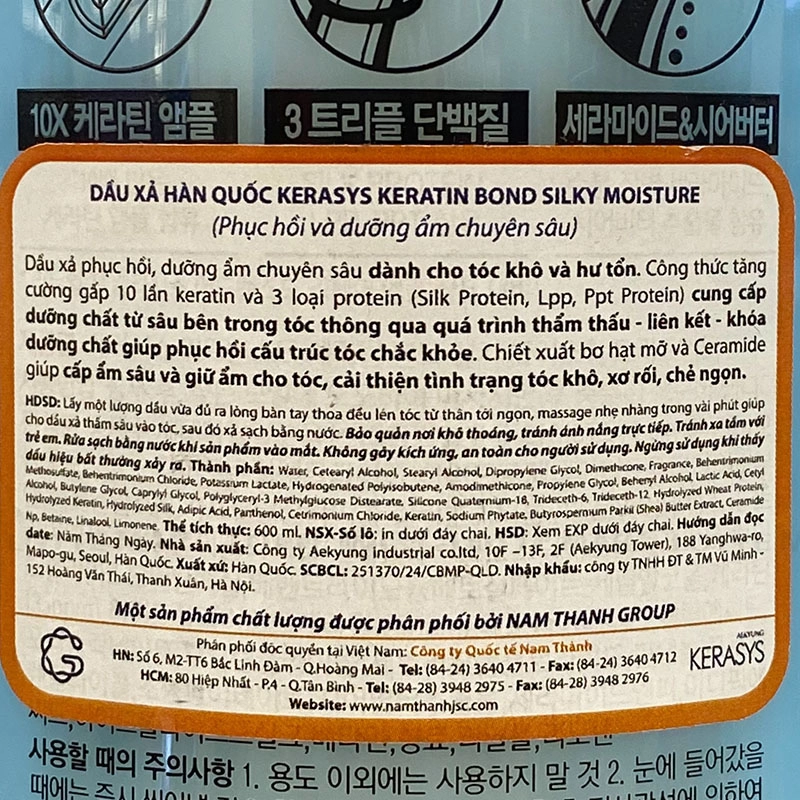 10X 케라틴 앰플
3 트리플 단백질
세라마이드&시어버터
DẦU XẢ HÀN QUỐC KERASYS KERATIN BOND SILKY MOISTURE
(Phục hồi và dưỡng ẩm chuyên sâu)
Dầu xả phục hồi, dưỡng ẩm chuyên sâu dành cho tóc khô và hư tổn. Công thức tăng
cường gấp 10 lần keratin và 3 loại protein (Silk Protein, Lpp, Ppt Protein) cung cấp
dưỡng chất từ sâu bên trong tóc thông qua quá trình thẩm thấu - liên kết - khóa
dưỡng chất giúp phục hồi cấu trúc tóc chắc khỏe. Chiết xuất bơ hạt mỡ và Ceramide
giúp cấp ẩm sâu và giữ ẩm cho tóc, cải thiện tình trạng tóc khô, xơ rối, chẻ ngọn.
HDSD: Lấy một lượng dầu vừa đủ ra lòng bàn tay thoa đều lên tóc từ thân tới ngọn, massage nhẹ nhàng trong vài phút giúp
cho dầu xả thấm sâu vào tóc, sau đó xả sạch bằng nước. Bảo quản nơi khô thoáng, tránh ánh nắng trực tiếp. Tránh xa tầm với
trẻ em. Rửa sạch bằng nước khi sản phẩm vào mắt. Không gây kích ứng, an toàn cho người sử dụng. Ngừng sử dụng khi thấy
dấu hiệu bất thường xảy ra. Thành phần: Water, Cetearyl Alcohol, Stearyl Alcohol, Dipropylene Glycol, Dimethicone, Fragrance, Behentrimonium
Methosulfate, Behentrimonium Chloride, Potassium Lactate, Hydrogenated Polyisobutene, Amodimethicone, Propylene Glycol, Behenyl Alcohol, Lactic Acid, Cetyl
Alcohol, Butylene Glycol, Caprylyl Glycol, Polyglyceryl-3 Methylglucose Distearate, Silicone Quaternium-18, Trideceth-6, Trideceth-12, Hydrolyzed Wheat Protein,
Hydrolyzed Keratin, Hydrolyzed Silk, Adipic Acid, Panthenol, Cetrimonium Chloride, Keratin, Sodium Phytate, Butyrospermum Parkii (Shea) Butter Extract, Ceramide
Np, Betaine, Linalool, Limonene. Thể tích thực: 600 ml. NSX-Số lô: in dưới đáy chai. HSD: Xem EXP dưới đáy chai. Hướng dẫn đọc
date: Năm Tháng Ngày. Nhà sản xuất: Công ty Aekyung industrial co.ltd, 10F –13F, 2F (Aekyung Tower), 188 Yanghwa-ro,
Mapo-gu, Seoul, Hàn Quốc. Xuất xứ: Hàn Quốc. SCBCL: 251370/24/CBMP-QLD. Nhập khẩu: công ty TNHH ĐT & TM Vũ Minh -
152 Hoàng Văn Thái, Thanh Xuân, Hà Nội.
Một sản phẩm chất lượng được phân phối bởi NAM THANH GROUP
Phân phối độc quyền tại Việt Nam: Công ty Quốc tế Nam Thành
HN: Số 6, M2-TT6 Bắc Linh Đàm - Q.Hoàng Mai - Tel: (84-24) 3640 4711 - Fax: (84-24) 3640 4712
HCM: 80 Hiệp Nhất - P.4 - Q.Tân Bình - Tel: (84-28) 3948 2975 - Fax: (84-28) 3948 2976
Website: www.namthanhjsc.com
AEKYUNG
KERASYS
사용할 때의 주의사항 1. 용도 이외에는 사용하지 말 것 2. 눈에 들어갔을
때에는 즉시